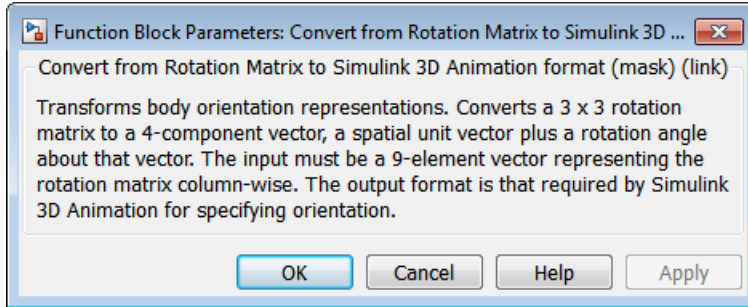 Function Block Parameters: Convert from Rotation Matrix to Simulink 3D ...
Convert from Rotation Matrix to Simulink 3D Animation format (mask) (link)
Transforms body orientation representations. Converts a 3 x 3 rotation
matrix to a 4-component vector, a spatial unit vector plus a rotation angle
about that vector. The input must be a 9-element vector representing the
rotation matrix column-wise. The output format is that required by Simulink
3D Animation for specifying orientation.
OK Cancel Help Apply